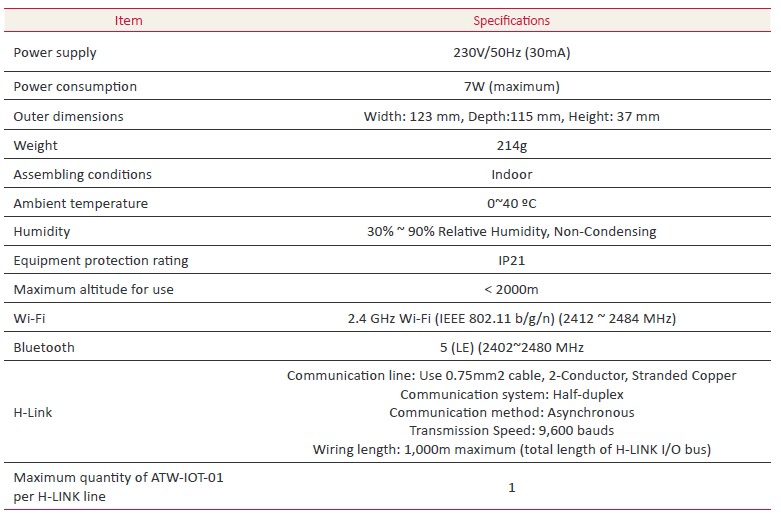 Item Specifications
Power supply 230V/50Hz (30mA)
Power consumption 7W (maximum)
Outer dimensions Width: 123 mm, Depth:115 mm, Height: 37 mm
Weight 214g
Assembling conditions Indoor
Ambient temperature 0~40 ºC
Humidity 30% ~ 90% Relative Humidity, Non-Condensing
Equipment protection rating IP21
Maximum altitude for use < 2000m
Wi-Fi 2.4 GHz Wi-Fi (IEEE 802.11 b/g/n) (2412 ~ 2484 MHz)
Bluetooth 5 (LE) (2402~2480 MHz
H-Link
Communication line: Use 0.75mm2 cable, 2-Conductor, Stranded Copper
Communication system: Half-duplex
Communication method: Asynchronous
Transmission Speed: 9,600 bauds
Wiring length: 1,000m maximum (total length of H-LINK I/O bus)
Maximum quantity of ATW-IOT-01
per H-LINK line
1